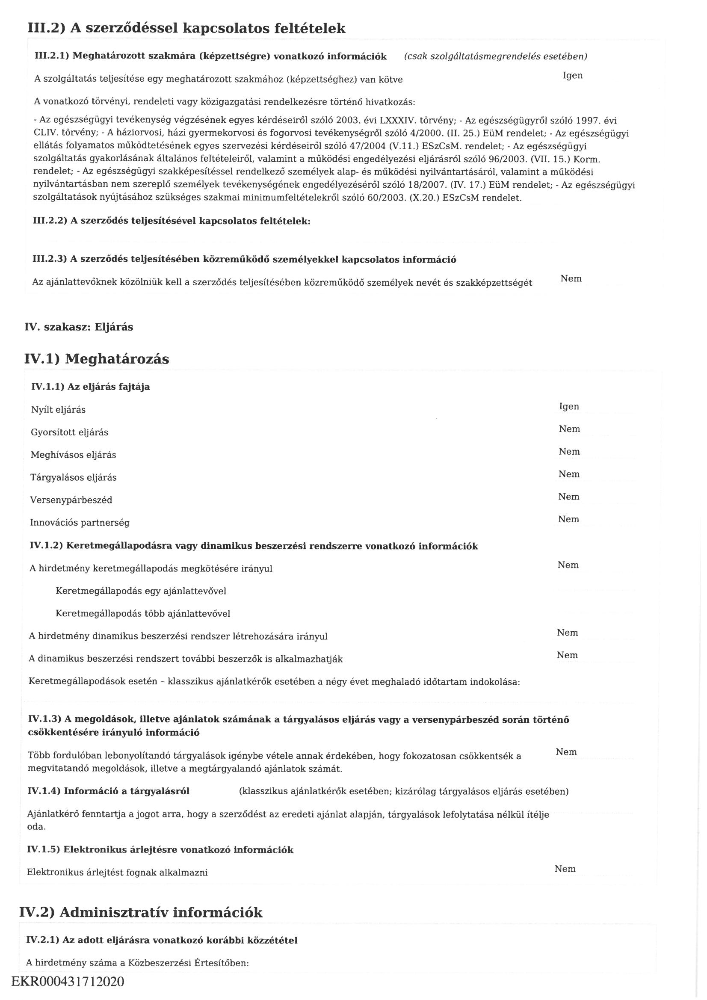 III.2) A szerződéssel kapcsolatos feltételek
III.2.1) Meghatározott szakmára (képzettségre) vonatkozó információk (csak szolgáltatásmegrendelés esetében)
A szolgáltatás teljesítése egy meghatározott szakmához (képzettséghez) van kötve Igen
A vonatkozó törvényi, rendeleti vagy közigazgatási rendelkezésre történő hivatkozás:
- Az egészségügyi tevékenység végzésének egyes kérdéseiről szóló 2003. évi LXXXIV. törvény; - Az egészségügyről szóló 1997. évi
CLIV. törvény; - A háziorvosi, házi gyermekorvosi és fogorvosi tevékenységről szóló 4/2000. (II. 25.) EüM rendelet; - Az egészségügyi
ellátás folyamatos működtetésének egyes szervezési kérdéseiről szóló 47/2004 (V.11.) ESzCsM. rendelet; - Az egészségügyi
szolgáltatás gyakorlásának általános feltételeiről, valamint a működési engedélyezési eljárásról szóló 96/2003. (VII. 15.) Korm.
rendelet; - Az egészségügyi szakképesítéssel rendelkező személyek alap- és működési nyilvántartásáról, valamint a működési
nyilvántartásban nem szereplő személyek tevékenységének engedélyezéséről szóló 18/2007. (IV. 17.) EüM rendelet; - Az egészségügyi
szolgáltatások nyújtásához szükséges szakmai minimumfeltételekről szóló 60/2003. (X.20.) ESzCsM rendelet.
III.2.2) A szerződés teljesítésével kapcsolatos feltételek:
III.2.3) A szerződés teljesítésében közreműködő személyekkel kapcsolatos információ
Az ajánlattevőknek közölniük kell a szerződés teljesítésében közreműködő személyek nevét és szakképzettségét Nem
IV. szakasz: Eljárás
IV.1) Meghatározás
IV.1.1) Az eljárás fajtája
Nyílt eljárás Igen
Gyorsított eljárás Nem
Meghívásos eljárás Nem
Tárgyalásos eljárás Nem
Versenypárbeszéd Nem
Innovációs partnerség Nem
IV.1.2) Keretmegállapodásra vagy dinamikus beszerzési rendszerre vonatkozó információk
A hirdetmény keretmegállapodás megkötésére irányul Nem
Keretmegállapodás egy ajánlattevővel
Keretmegállapodás több ajánlattevővel
A hirdetmény dinamikus beszerzési rendszer létrehozására irányul Nem
A dinamikus beszerzési rendszert további beszerzők is alkalmazhatják Nem
Keretmegállapodások esetén – klasszikus ajánlatkérők esetében a négy évet meghaladó időtartam indokolása:
IV.1.3) A megoldások, illetve ajánlatok számának a tárgyalásos eljárás vagy a versenypárbeszéd során történő
csökkentésére irányuló információ
Több fordulóban lebonyolítandó tárgyalások igénybe vétele annak érdekében, hogy fokozatosan csökkentsék a Nem
megvitatandó megoldások, illetve a megtárgyalandó ajánlatok számát.
IV.1.4) Információ a tárgyalásról (klasszikus ajánlatkérők esetében; kizárólag tárgyalásos eljárás esetében)
Ajánlatkérő fenntartja a jogot arra, hogy a szerződést az eredeti ajánlat alapján, tárgyalások lefolytatása nélkül ítélje
oda.
IV.1.5) Elektronikus árlejtésre vonatkozó információk
Elektronikus árlejtést fognak alkalmazni Nem
IV.2) Adminisztratív információk
IV.2.1) Az adott eljárásra vonatkozó korábbi közzététel
A hirdetmény száma a Közbeszerzési Értesítőben:
EKR000431712020